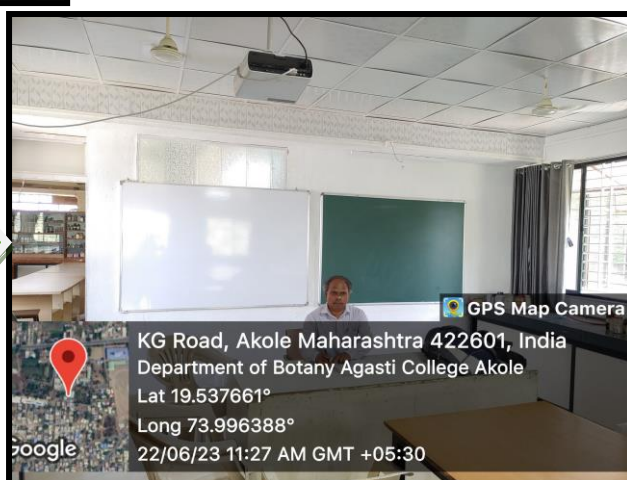 GPS Map Camera
KG Road, Akole Maharashtra 422601, India
Department of Botany Agasti College Akole
Lat 19.537661°
Long 73.996388°
22/06/23 11:27 AM GMT +05:30
Google